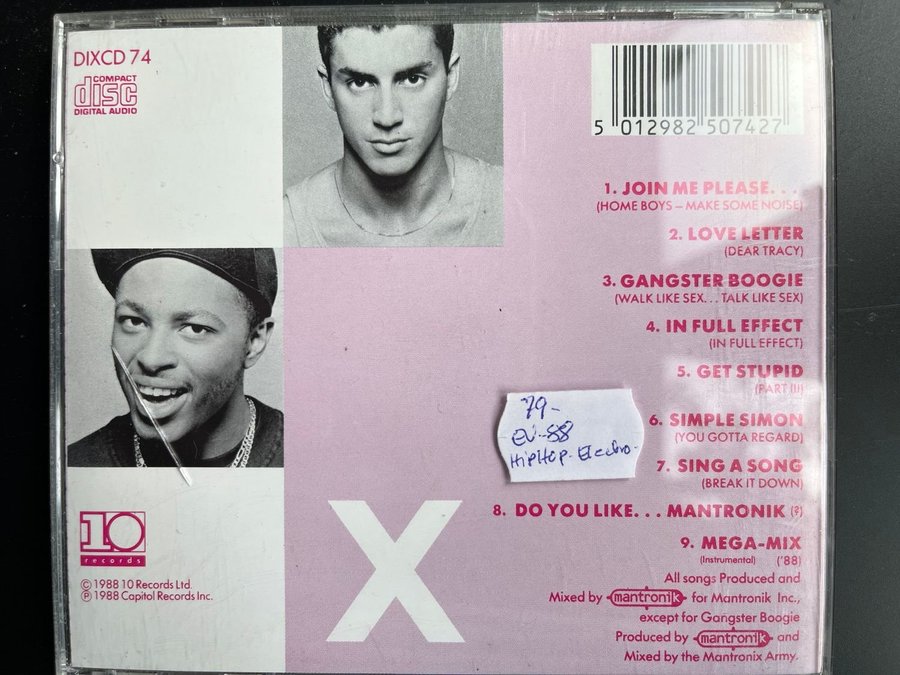 DIXCD 74
COMPACT
disc
DIGITAL AUDIO
5 012982 507427
1. JOIN ME PLEASE. . .
(HOME BOYS – MAKE SOME NOISE)
2. LOVE LETTER
(DEAR TRACY)
3. GANGSTER BOOGIE
(WALK LIKE SEX. . . TALK LIKE SEX)
4. IN FULL EFFECT
(IN FULL EFFECT)
5. GET STUPID
(PART III)
6. SIMPLE SIMON
(YOU GOTTA REGARD)
7. SING A SONG
(BREAK IT DOWN)
8. DO YOU LIKE. . . MANTRONIK (?)
9. MEGA-MIX
(Instrumental) ('88)
All songs Produced and
Mixed by mantronik for Mantronik Inc.,
except for Gangster Boogie
Produced by mantronik and
Mixed by the Mantronix Army.
79-
EU-88
HIPHOP-Electro-
X
10
records
© 1988 10 Records Ltd.
℗ 1988 Capitol Records Inc.